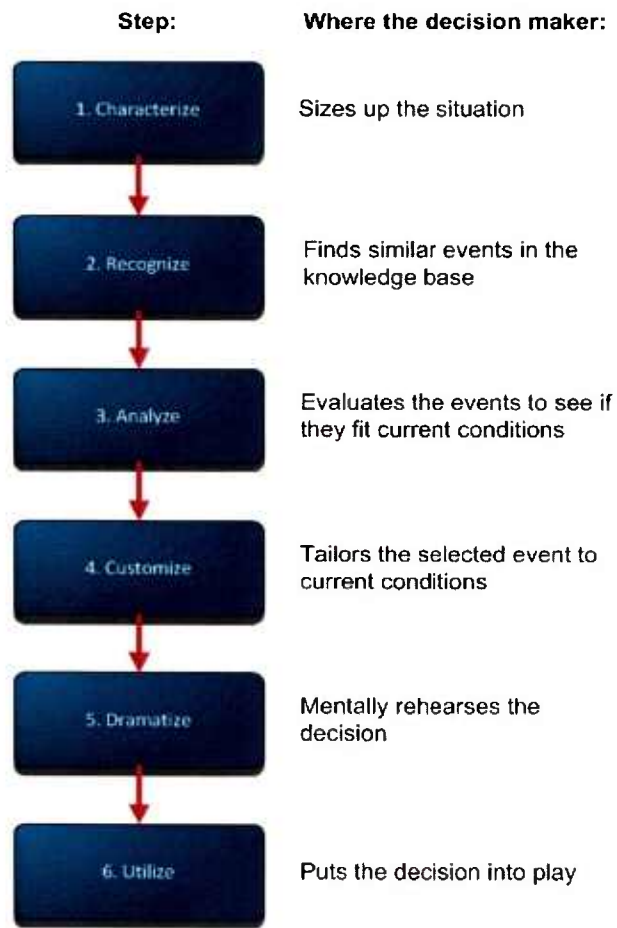 Step: Where the decision maker:
1. Characterize Sizes up the situation
2. Recognize Finds similar events in the
knowledge base
3. Analyze Evaluates the events to see if
they fit current conditions
4. Customize Tailors the selected event to
current conditions
5. Dramatize Mentally rehearses the
decision
6. Utilize Puts the decision into play